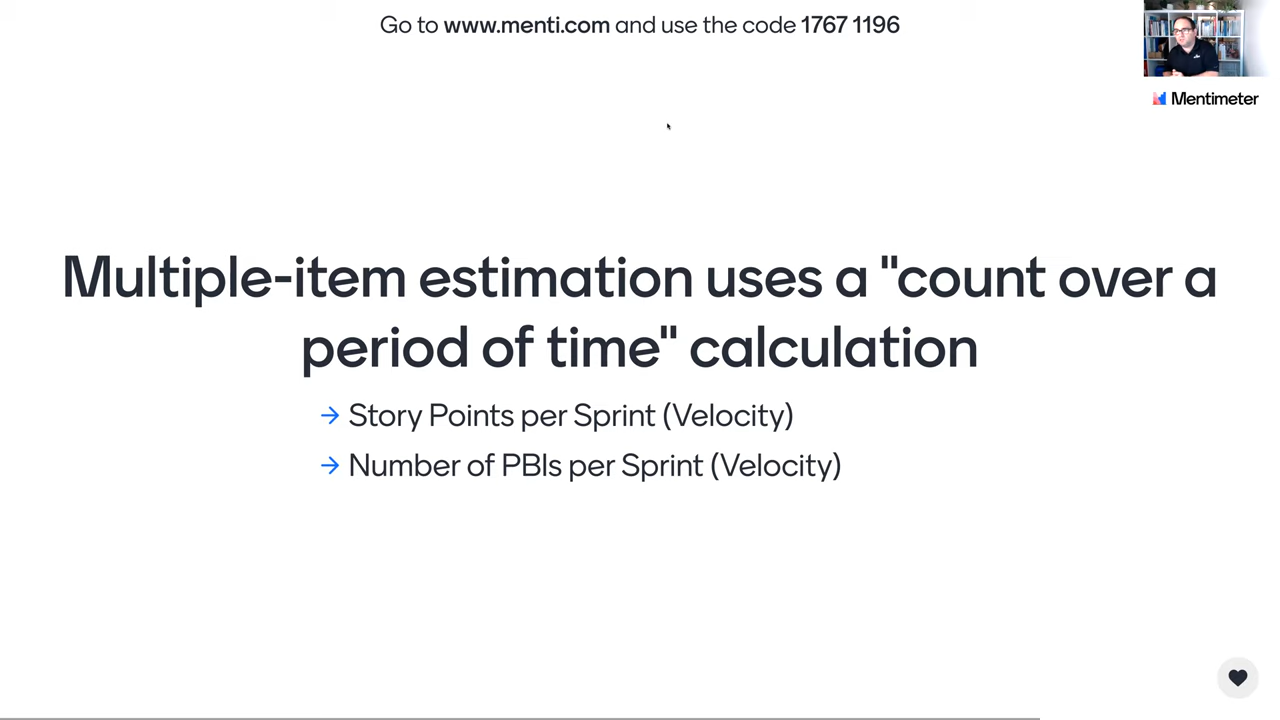 Go to www.menti.com and use the code 1767 1196
Mentimeter
Multiple-item estimation uses a "count over a
period of time" calculation
→ Story Points per Sprint (Velocity)
→ Number of PBIs per Sprint (Velocity)